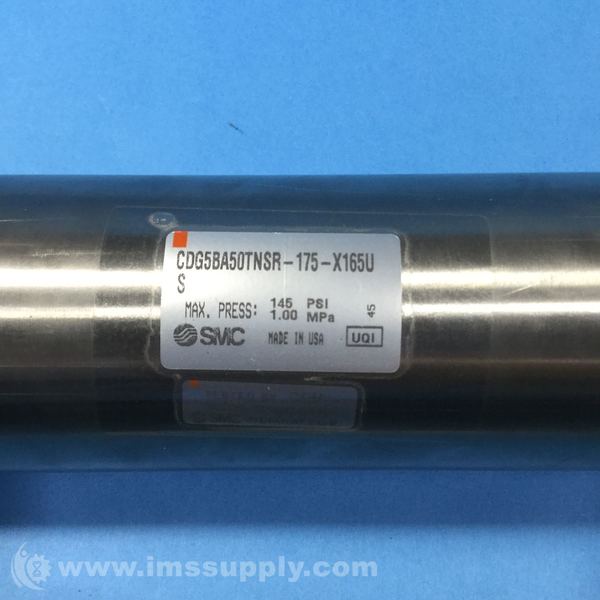 CDG5BA50TNSR-175-X165U
S
MAX. PRESS: 145 PSI
1.00 MPa
45
SMC MADE IN USA UQI
www.imssupply.com